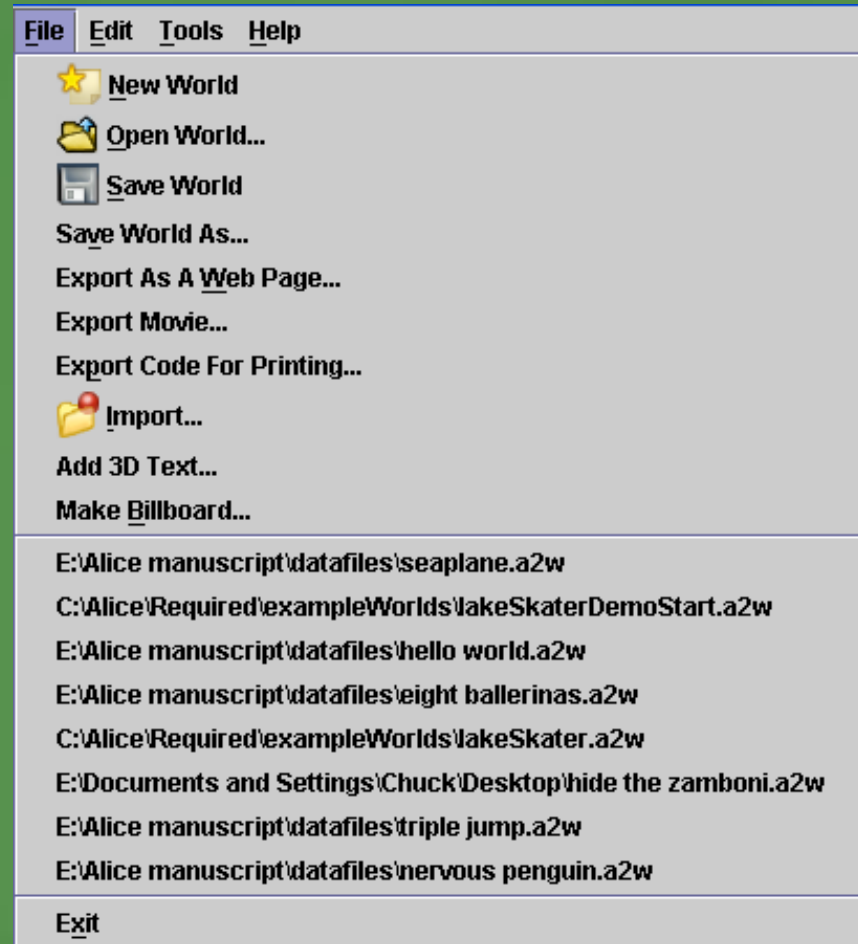 File Edit Tools Help
New World
Open World...
Save World
Save World As...
Export As A Web Page...
Export Movie...
Export Code For Printing...
Import...
Add 3D Text...
Make Billboard...
E:\Alice manuscript\datafiles\seaplane.a2w
C:\Alice\Required\exampleWorlds\lakeSkaterDemoStart.a2w
E:\Alice manuscript\datafiles\hello world.a2w
E:\Alice manuscript\datafiles\eight ballerinas.a2w
C:\Alice\Required\exampleWorlds\lakeSkater.a2w
E:\Documents and Settings\Chuck\Desktop\hide the zamboni.a2w
E:\Alice manuscript\datafiles\triple jump.a2w
E:\Alice manuscript\datafiles\nervous penguin.a2w
Exit